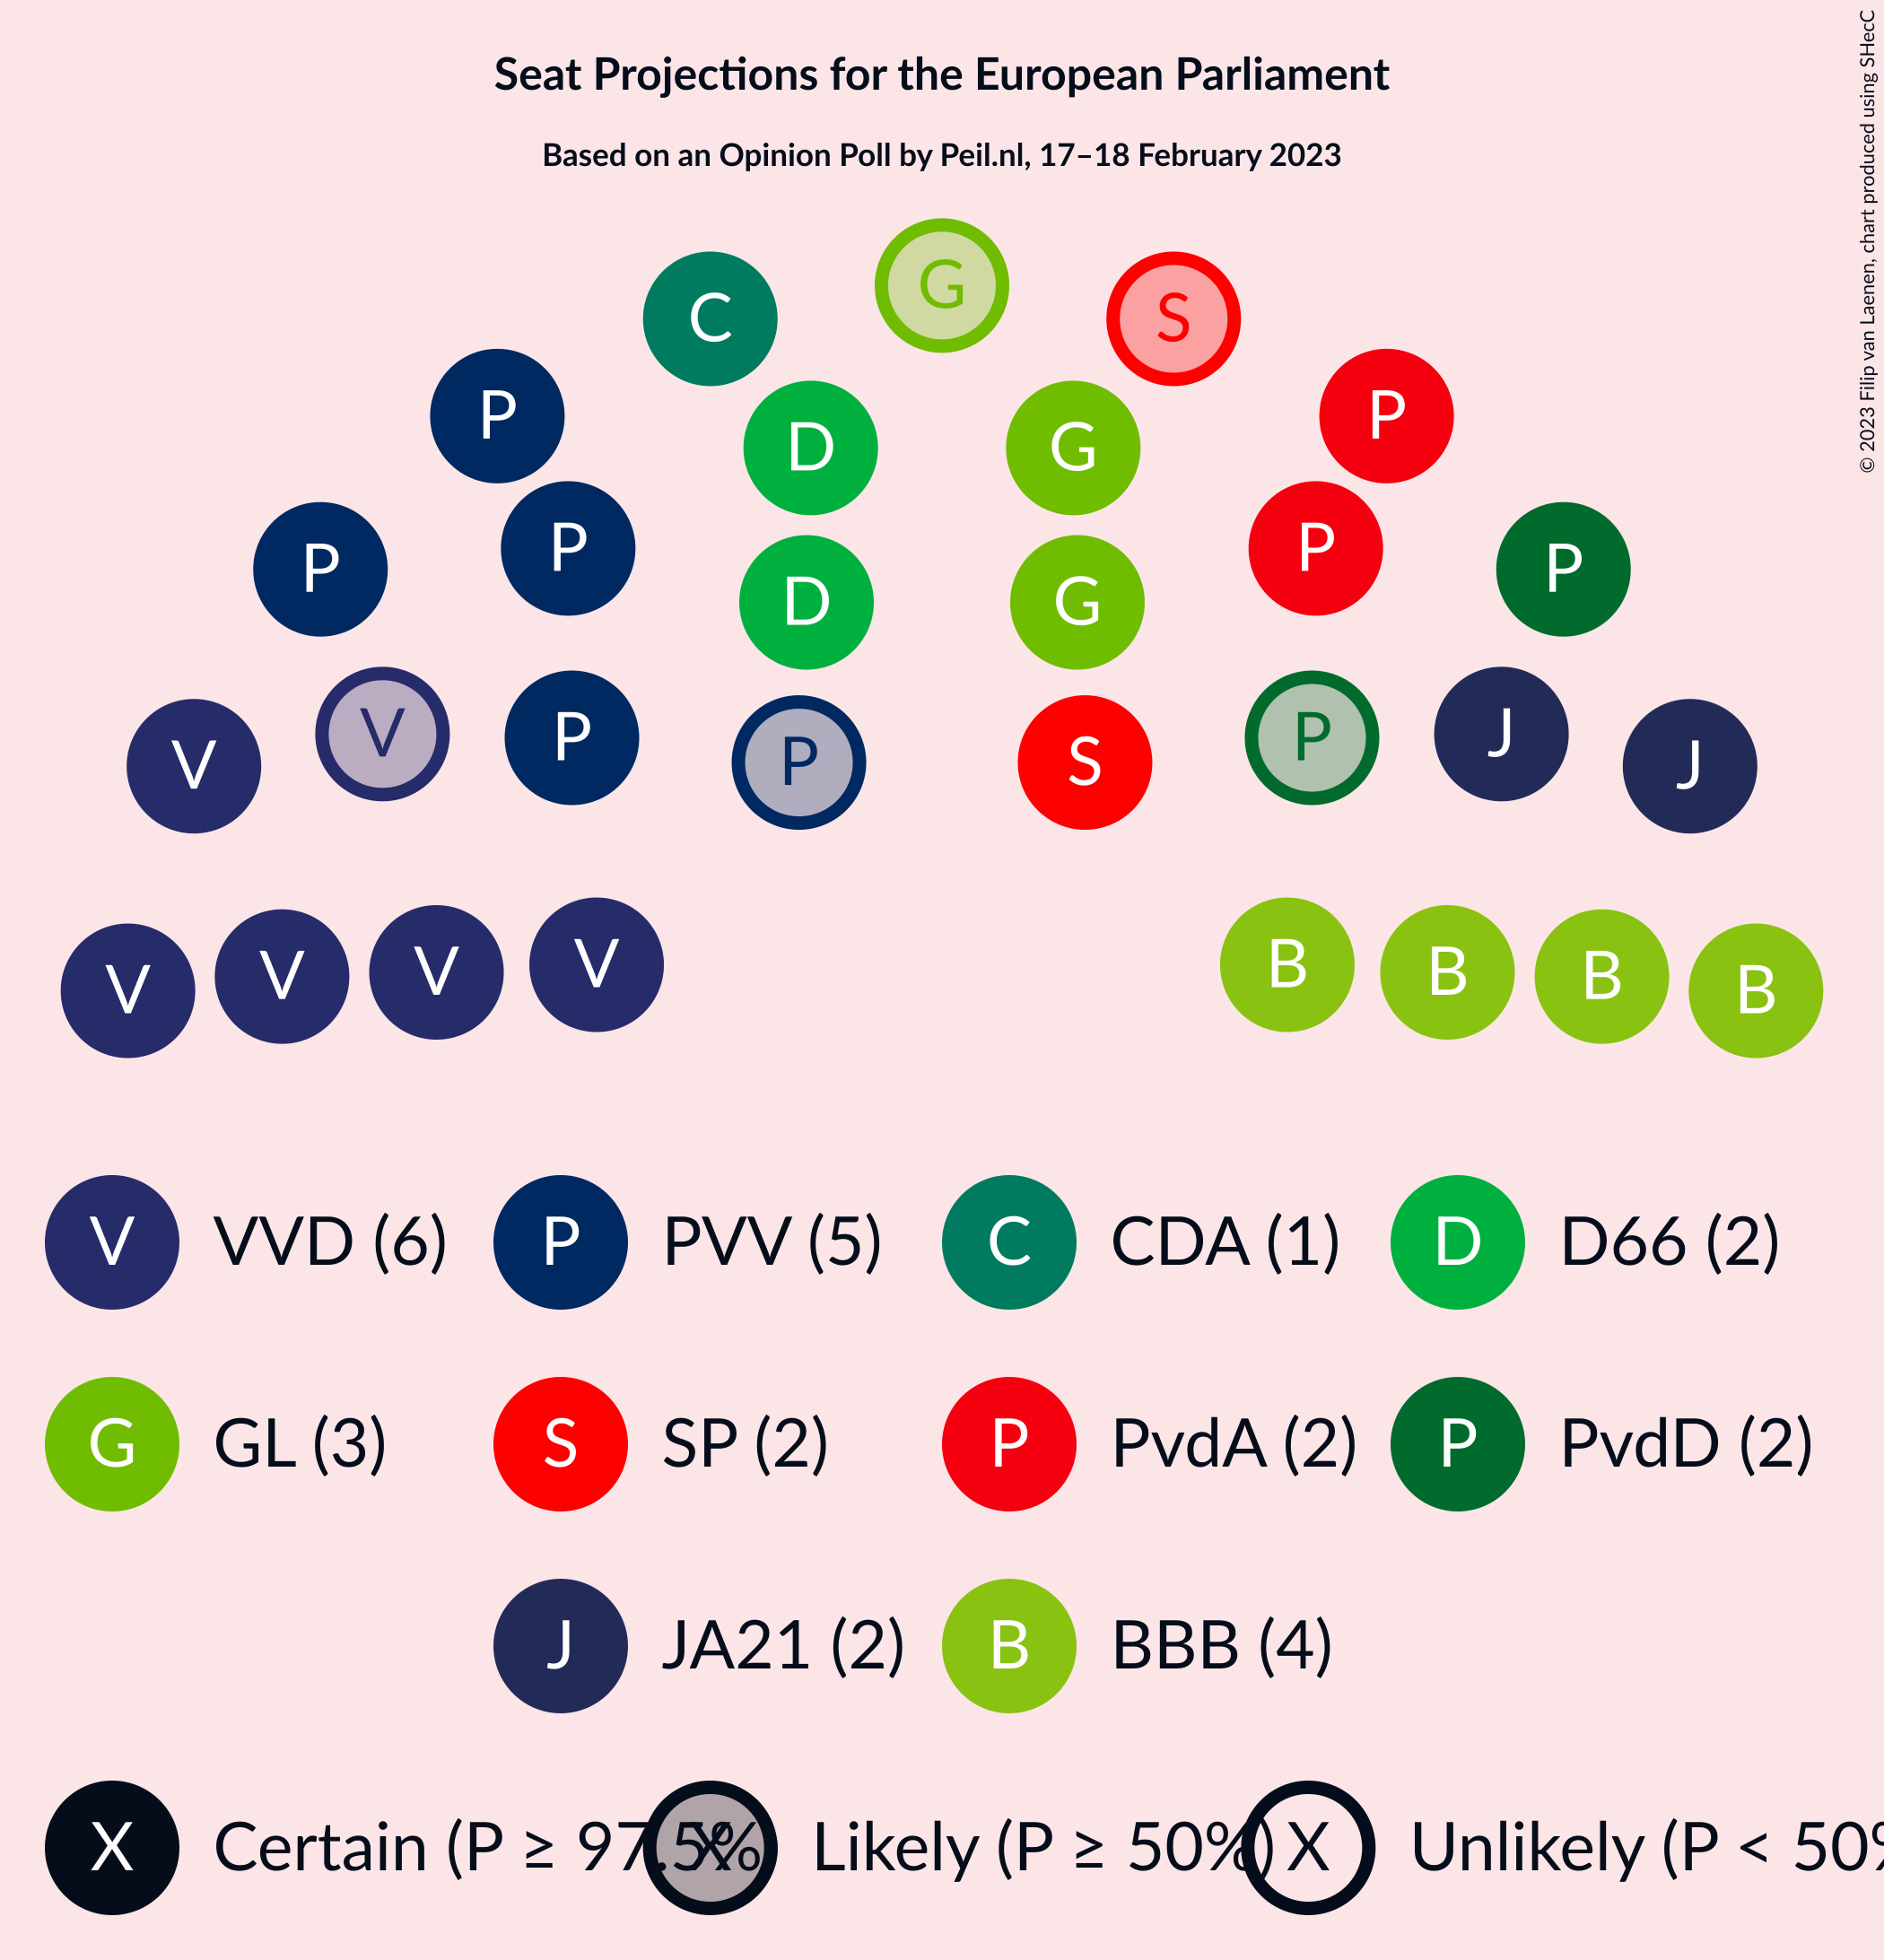 Seat Projections for the European Parliament
Based on an Opinion Poll by Peil.nl, 17–18 February 2023
© 2023 Filip van Laenen, chart produced using SHecC
G
C S
P P
D G
P P
P P
D G
V P
P J
P S
V J
V V
B B
V B
V B
V VVD (6) P PVV (5) C CDA (1) D D66 (2)
G GL (3) S SP (2) P PvdA (2) P PvdD (2)
J JA21 (2) B BBB (4)
X Certain (P ≥ 97.5% X Likely (P ≥ 50%) X Unlikely (P < 50%